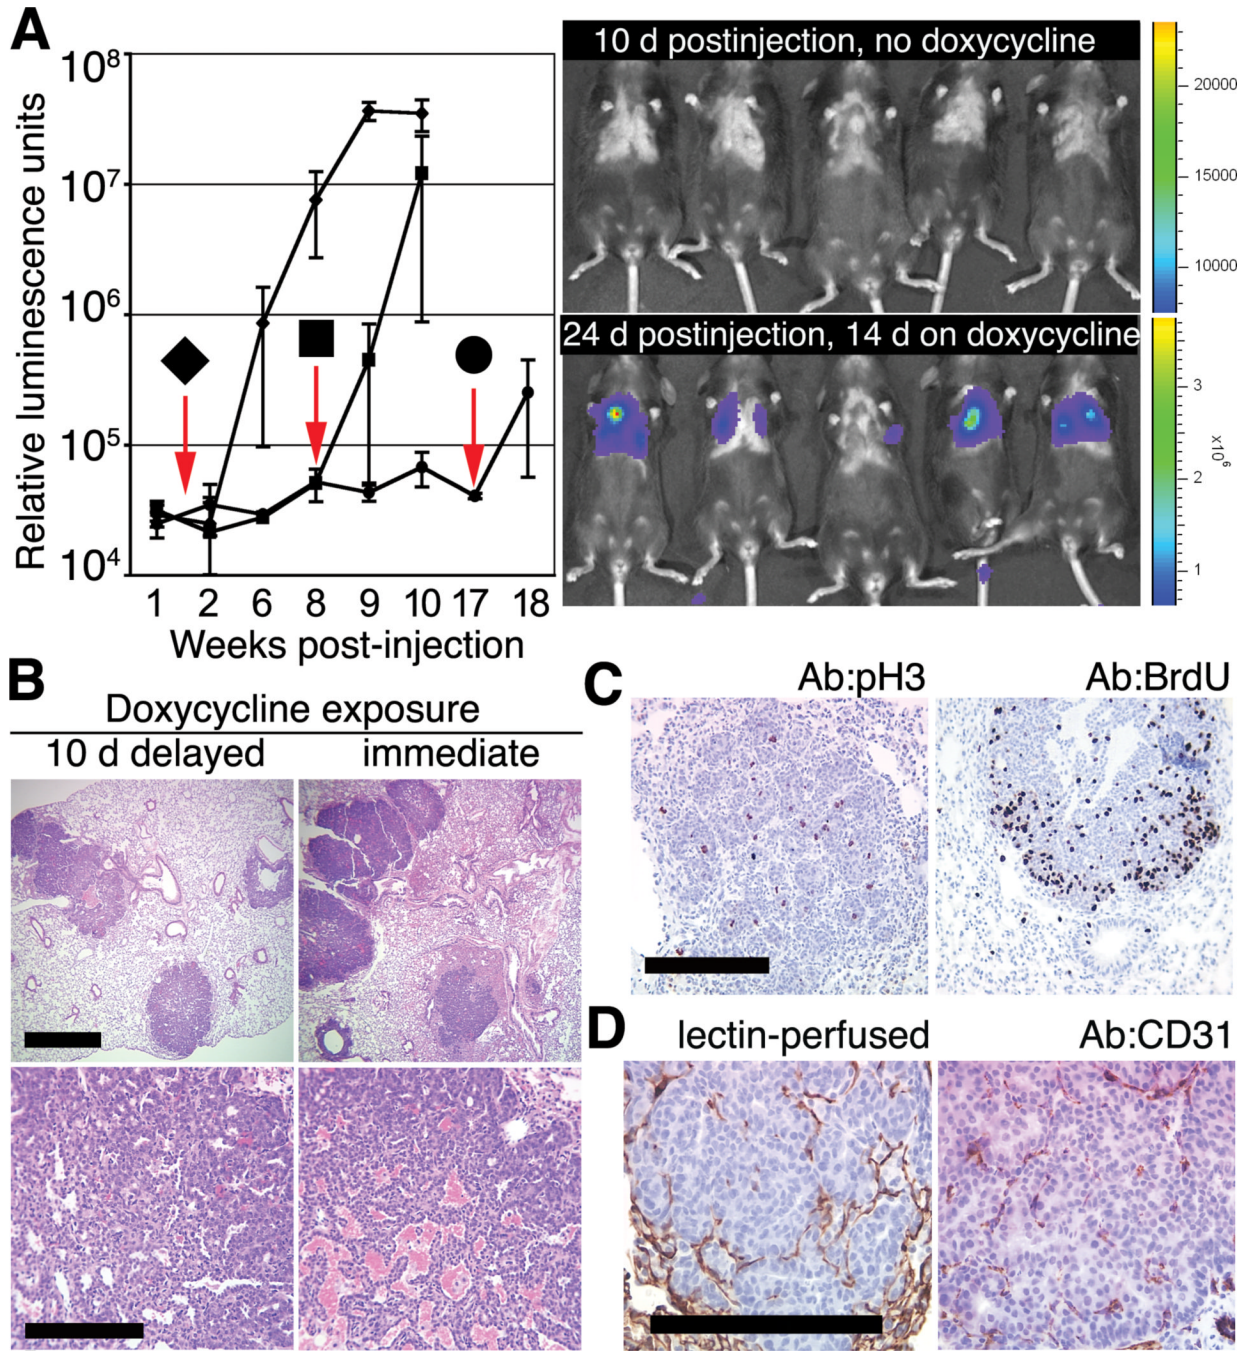 A
10⁸
10⁷
10⁶
10⁵
10⁴
Relative luminescence units
1 2 6 8 9 10 17 18
Weeks post-injection
10 d postinjection, no doxycycline
20000
15000
10000
24 d postinjection, 14 d on doxycycline
3
2
1
x10⁶
B
Doxycycline exposure
10 d delayed immediate
C
Ab:pH3 Ab:BrdU
D
lectin-perfused Ab:CD31